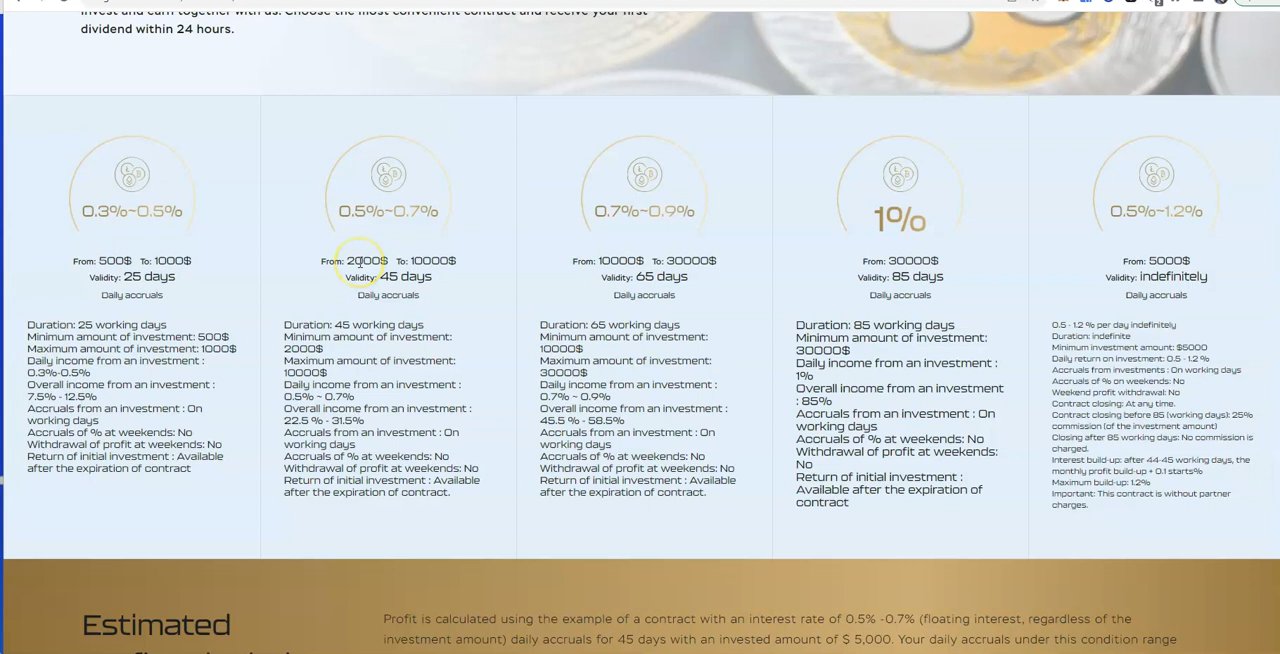 invest and earn together with us. Choose the most convenient contract and receive your first
dividend within 24 hours.
0.3%~0.5%
From: 500$ To: 1000$
Validity: 25 days
Daily accruals
Duration: 25 working days
Minimum amount of investment: 500$
Maximum amount of investment: 1000$
Daily income from an investment :
0.3%-0.5%
Overall income from an investment :
7.5% - 12.5%
Accruals from an investment : On
working days
Accruals of % at weekends: No
Withdrawal of profit at weekends: No
Return of initial investment : Available
after the expiration of contract
0.5%~0.7%
From: 2000$ To: 10000$
Validity: 45 days
Daily accruals
Duration: 45 working days
Minimum amount of investment:
2000$
Maximum amount of investment:
10000$
Daily income from an investment :
0.5% ~ 0.7%
Overall income from an investment :
22.5 % - 31.5%
Accruals from an investment : On
working days
Accruals of % at weekends: No
Withdrawal of profit at weekends: No
Return of initial investment : Available
after the expiration of contract.
0.7%~0.9%
From: 10000$ To: 30000$
Validity: 65 days
Daily accruals
Duration: 65 working days
Minimum amount of investment:
10000$
Maximum amount of investment:
30000$
Daily income from an investment :
0.7% ~ 0.9%
Overall income from an investment :
45.5 % - 58.5%
Accruals from an investment : On
working days
Accruals of % at weekends: No
Withdrawal of profit at weekends: No
Return of initial investment : Available
after the expiration of contract.
1%
From: 30000$
Validity: 85 days
Daily accruals
Duration: 85 working days
Minimum amount of investment:
30000$
Daily income from an investment :
1%
Overall income from an investment
: 85%
Accruals from an investment : On
working days
Accruals of % at weekends: No
Withdrawal of profit at weekends:
No
Return of initial investment :
Available after the expiration of
contract
0.5%~1.2%
From: 5000$
Validity: indefinitely
Daily accruals
0.5 - 1.2 % per day indefinitely
Duration: indefinite
Minimum investment amount: $5000
Daily return on investment: 0.5 - 1.2 %
Accruals from investments : On working days
Accruals of % on weekends: No
Weekend profit withdrawal: No
Contract closing: At any time.
Contract closing before 85 (working days): 25%
commission (of the investment amount)
Closing after 85 working days: No commission is
charged.
Interest build-up: after 44-45 working days, the
monthly profit build-up + 0.1 starts%
Maximum build-up: 1.2%
Important: This contract is without partner
charges.
Estimated
Profit is calculated using the example of a contract with an interest rate of 0.5% -0.7% (floating interest, regardless of the
investment amount) daily accruals for 45 days with an invested amount of $ 5,000. Your daily accruals under this condition range